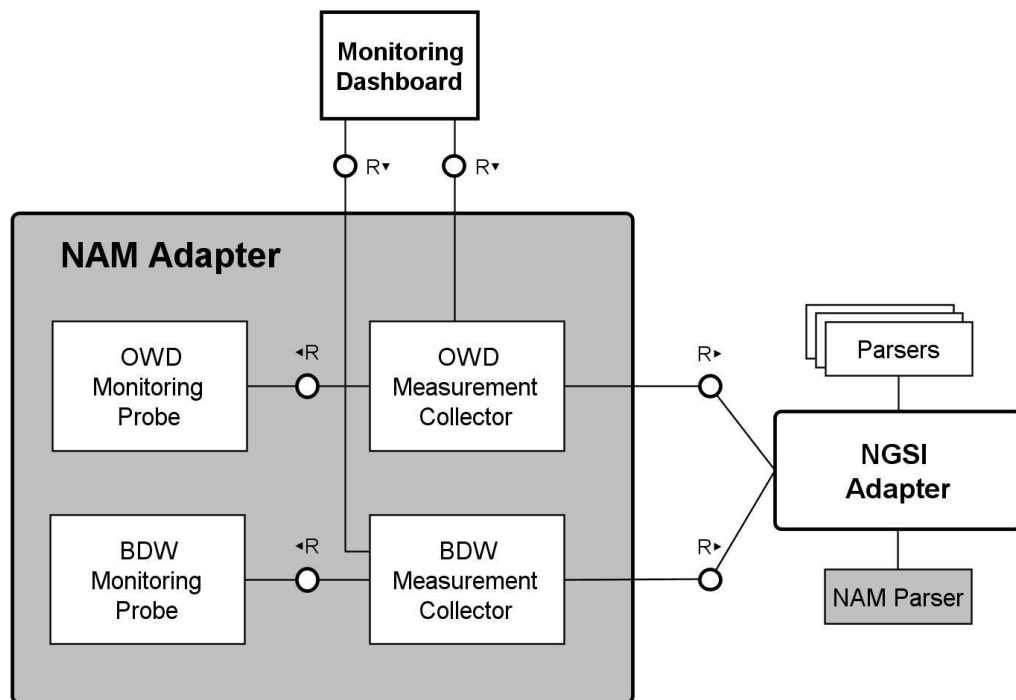 Monitoring
Dashboard
R▾
R▾
NAM Adapter
OWD
Monitoring
Probe
◂R
OWD
Measurement
Collector
R▸
Parsers
NGSI
Adapter
BDW
Monitoring
Probe
◂R
BDW
Measurement
Collector
R▸
NAM Parser